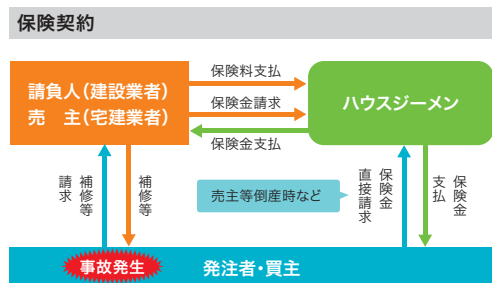 保険契約
請負人(建設業者)
売　主(宅建業者)
保険料支払
保険金請求
保険金支払
ハウスジーメン
補修等
請求
補修等
売主等倒産時など
保険金
直接請求
保険金
支払
事故発生
発注者・買主